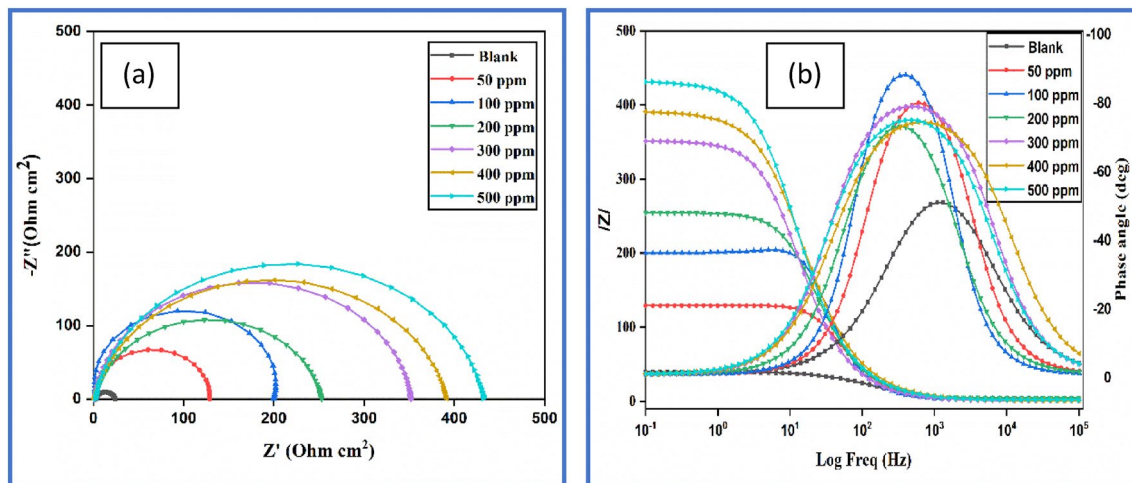 (a)
500
400
300
200
100
0
-Z''(Ohm cm²)
0
100
200
300
400
500
Z' (Ohm cm²)
Blank
50 ppm
100 ppm
200 ppm
300 ppm
400 ppm
500 ppm
(b)
500
400
300
200
100
0
/Z/
10⁻¹
10⁰
10¹
10²
10³
10⁴
10⁵
Log Freq (Hz)
Blank
50 ppm
100 ppm
200 ppm
300 ppm
400 ppm
500 ppm
-100
-80
-60
-40
-20
0
Phase angle (deg)